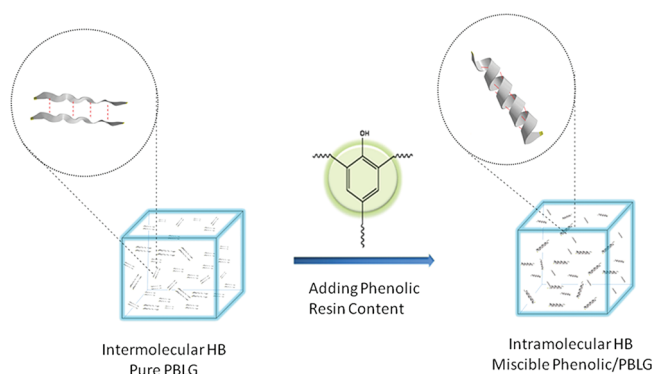 OH
Adding Phenolic
Resin Content
Intermolecular HB
Pure PBLG
Intramolecular HB
Miscible Phenolic/PBLG